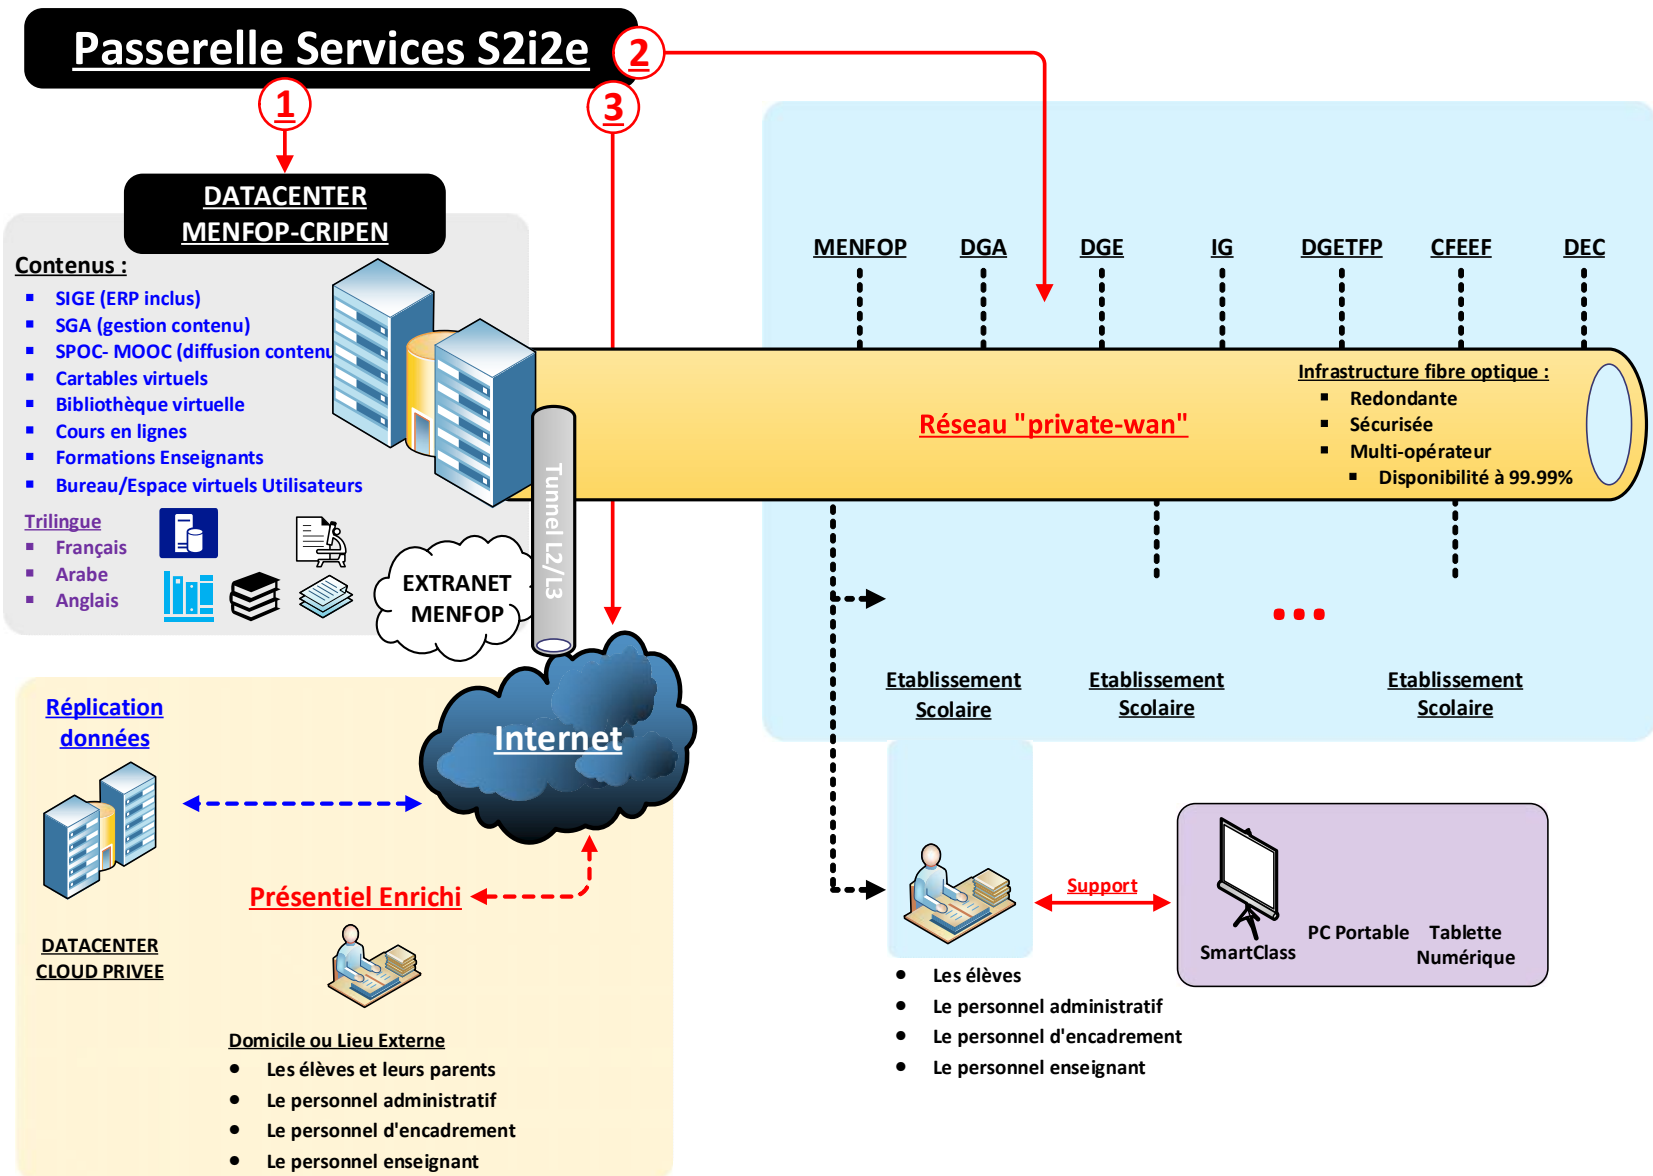 Passerelle Services S2i2e
2
1
3
DATACENTER
MENFOP-CRIPEN
Contenus :
SIGE (ERP inclus)
SGA (gestion contenu)
SPOC- MOOC (diffusion contenu
Cartables virtuels
Bibliothèque virtuelle
Cours en lignes
Formations Enseignants
Bureau/Espace virtuels Utilisateurs
Trilingue
Français
Arabe
Anglais
EXTRANET
MENFOP
Tunnel L2/L3
Internet
MENFOP
DGA
DGE
IG
DGETFP
CFEEF
DEC
Réseau "private-wan"
Infrastructure fibre optique :
Redondante
Sécurisée
Multi-opérateur
Disponibilité à 99.99%
...
Etablissement
Scolaire
Etablissement
Scolaire
Etablissement
Scolaire
Réplication
données
DATACENTER
CLOUD PRIVEE
Présentiel Enrichi
Domicile ou Lieu Externe
Les élèves et leurs parents
Le personnel administratif
Le personnel d'encadrement
Le personnel enseignant
Support
SmartClass
PC Portable
Tablette
Numérique
Les élèves
Le personnel administratif
Le personnel d'encadrement
Le personnel enseignant